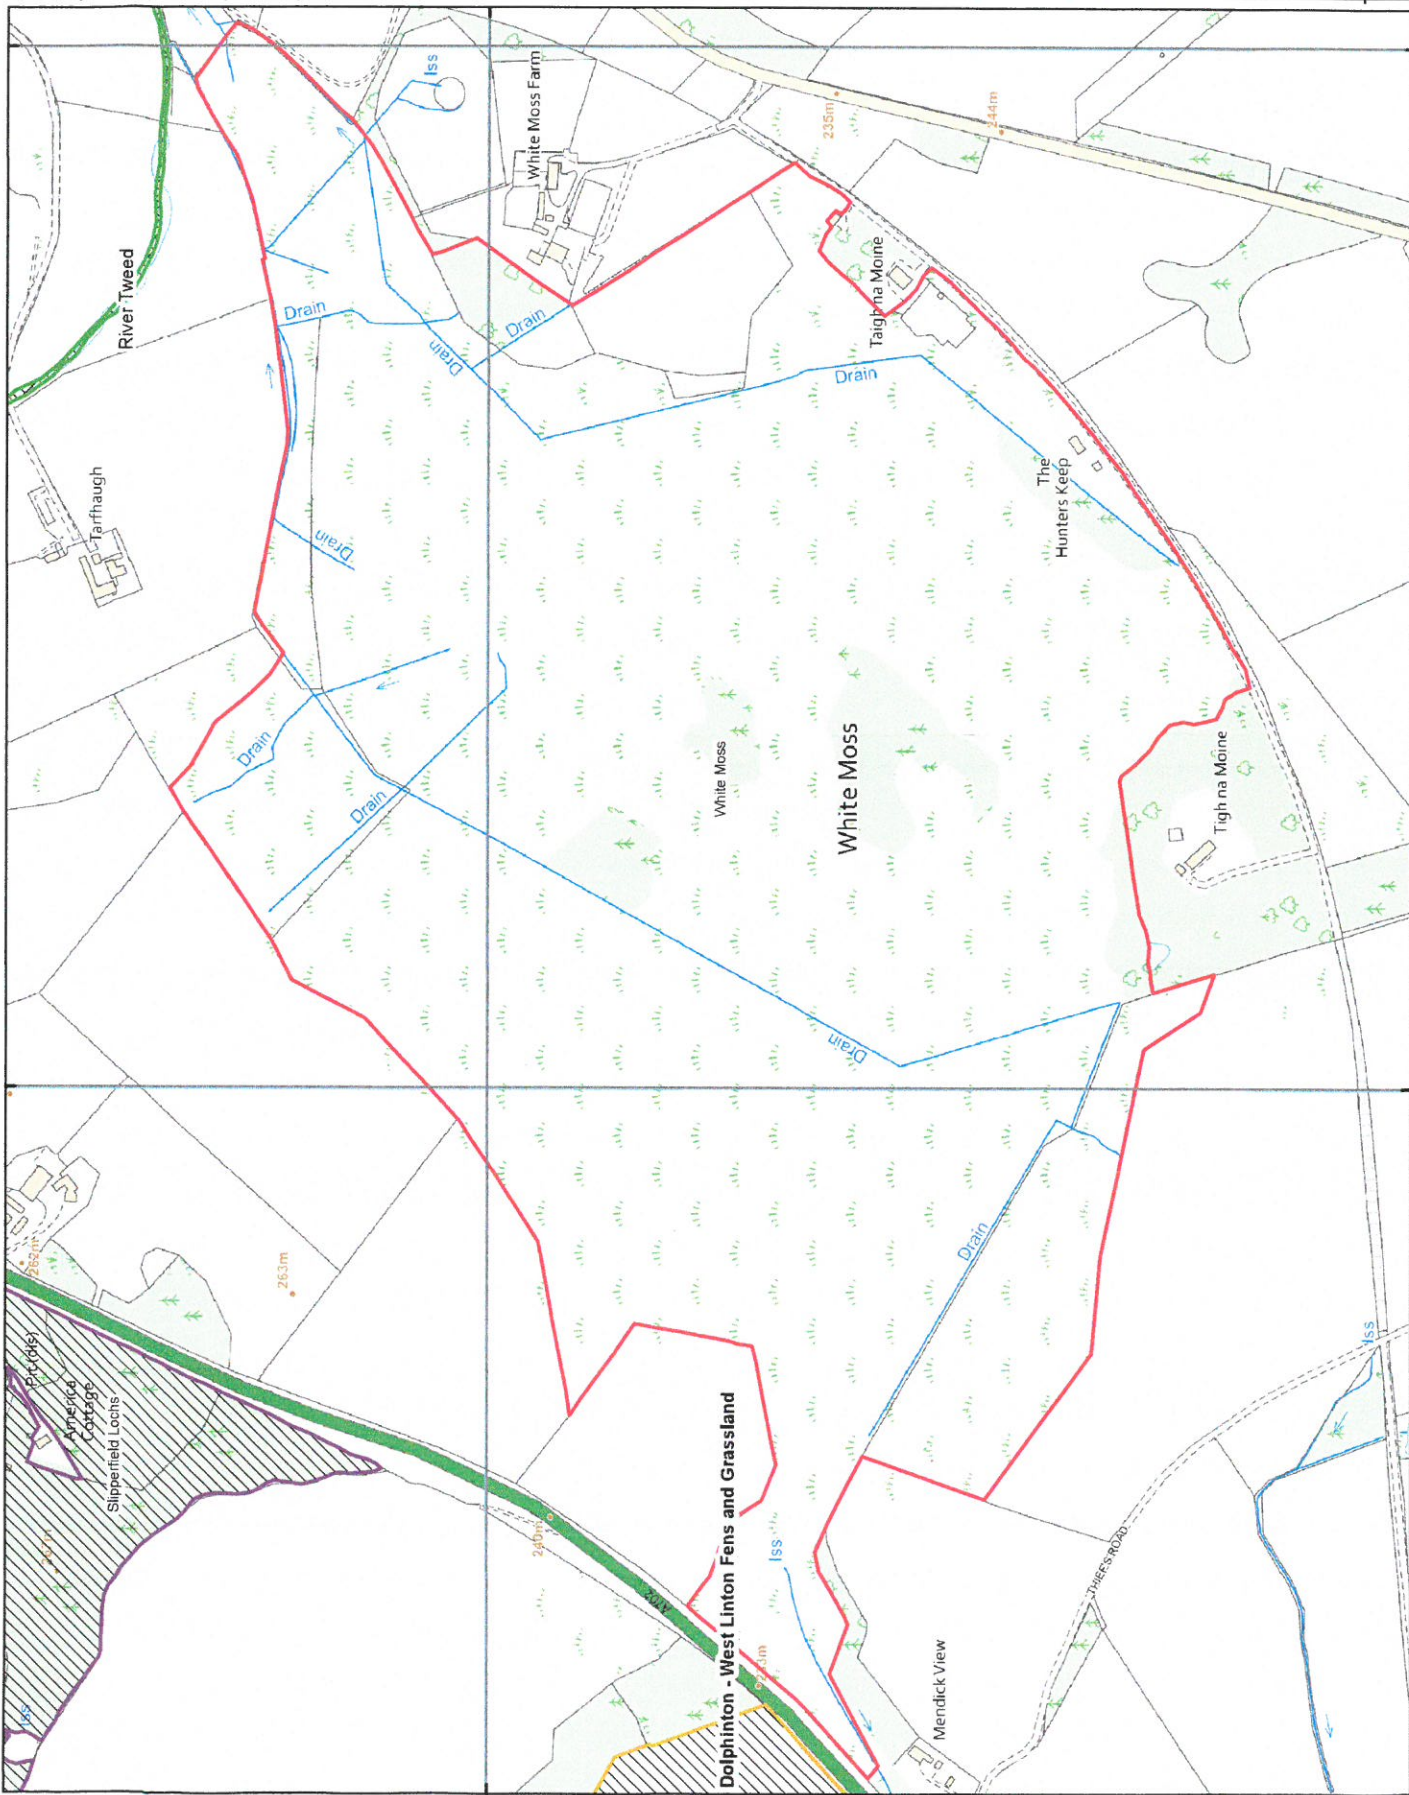 Iss
262m
Pit (dis)
America
Cottage
Slipperfield Lochs
Tarfhaugh
River Tweed
263m
Drain
Drain
Drain
Drain
Iss
240m
White Moss Farm
Drain
Drain
A702
Dolphinton - West Linton Fens and Grassland
White Moss
Iss
White Moss
Drain
Drain
235m
Taigh na Moine
Mendick View
Drain
244m
The
Hunters Keep
THIEF'S ROAD
Tigh na Moine
Iss